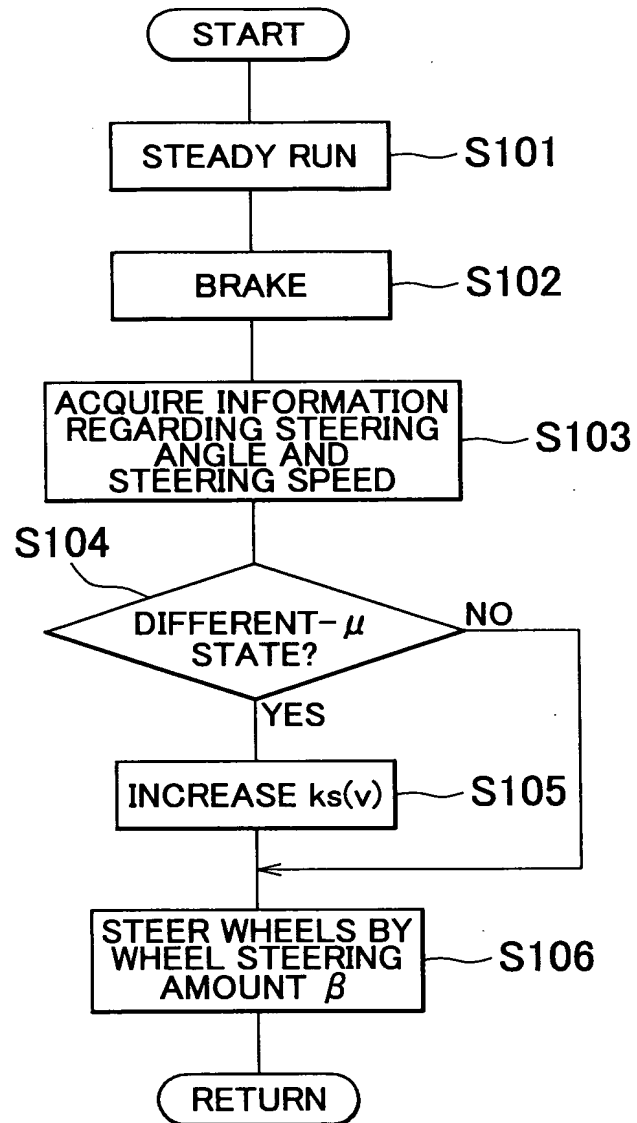 START
STEADY RUN
S101
BRAKE
S102
ACQUIRE INFORMATION
REGARDING STEERING
ANGLE AND
STEERING SPEED
S103
S104
DIFFERENT-μ
STATE?
NO
YES
INCREASE ks(v)
S105
STEER WHEELS BY
WHEEL STEERING
AMOUNT β
S106
RETURN